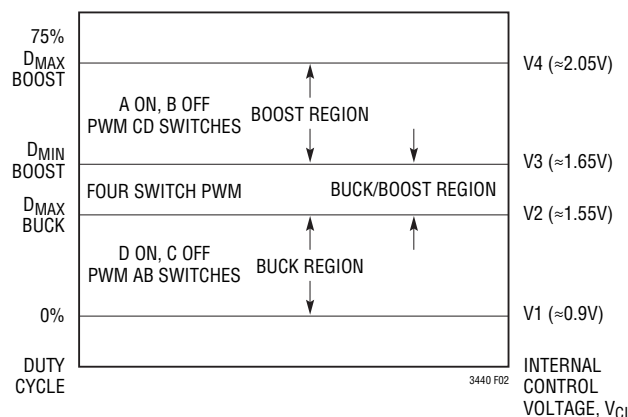 75%
DMAX
BOOST
V4 (≈2.05V)
A ON, B OFF
PWM CD SWITCHES
BOOST REGION
DMIN
BOOST
V3 (≈1.65V)
FOUR SWITCH PWM
BUCK/BOOST REGION
DMAX
BUCK
V2 (≈1.55V)
D ON, C OFF
PWM AB SWITCHES
BUCK REGION
0%
V1 (≈0.9V)
DUTY
CYCLE
3440 F02
INTERNAL
CONTROL
VOLTAGE, VCI